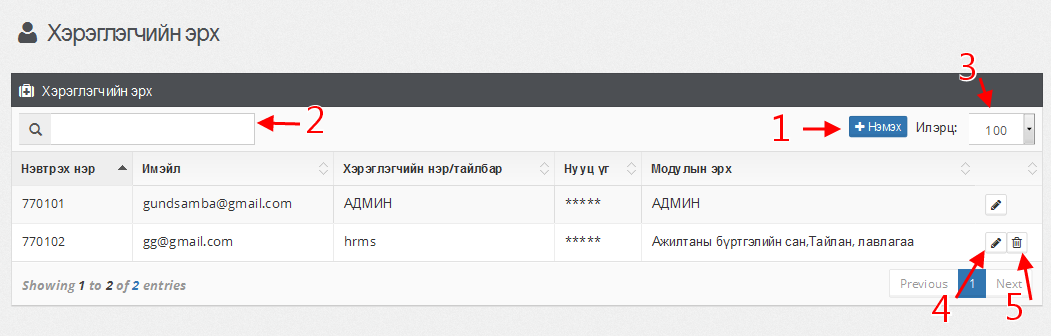 Хэрэглэгчийн эрх
3
Хэрэглэгчийн эрх
2 1 Нэмэх Илэрц: 100
Нэвтрэх нэр Имэйл Хэрэглэгчийн нэр/тайлбар Нууц үг Модулын эрх
770101 gundsamba@gmail.com АДМИН ***** АДМИН
770102 gg@gmail.com hrms ***** Ажилтаны бүртгэлийн сан,Тайлан, лавлагаа
Showing 1 to 2 of 2 entries Previous 1 Next
4 5